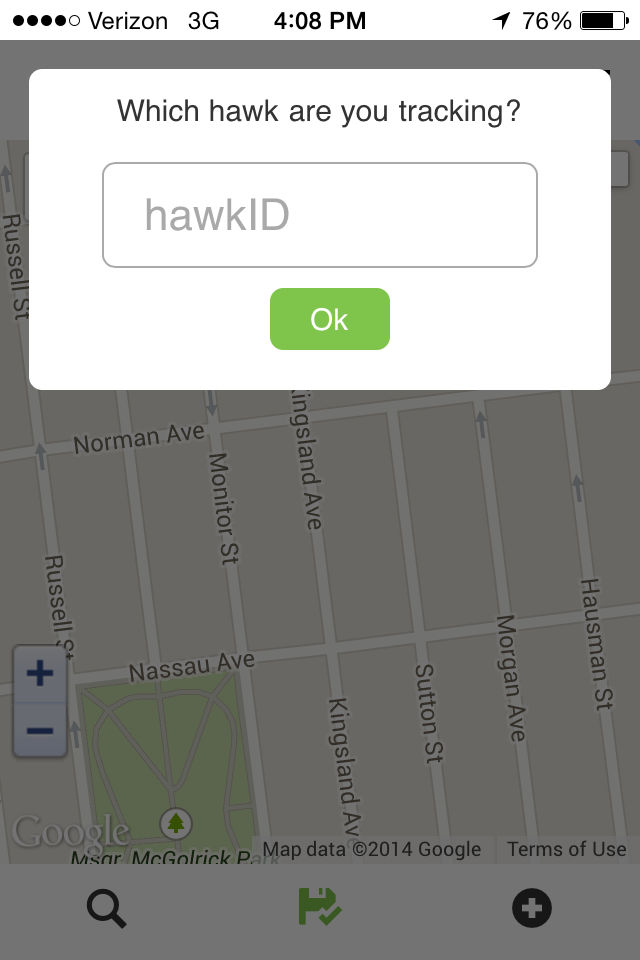 Verizon 3G 4:08 PM 76%
Which hawk are you tracking?
hawkID
Ok
Russell St
Norman Ave
Kingsland Ave
Monitor St
Russell St
Nassau Ave
Hausman St
Morgan Ave
Sutton St
Kingsland Av
Google
Msgr. McGolrick Park
Map data ©2014 Google
Terms of Use